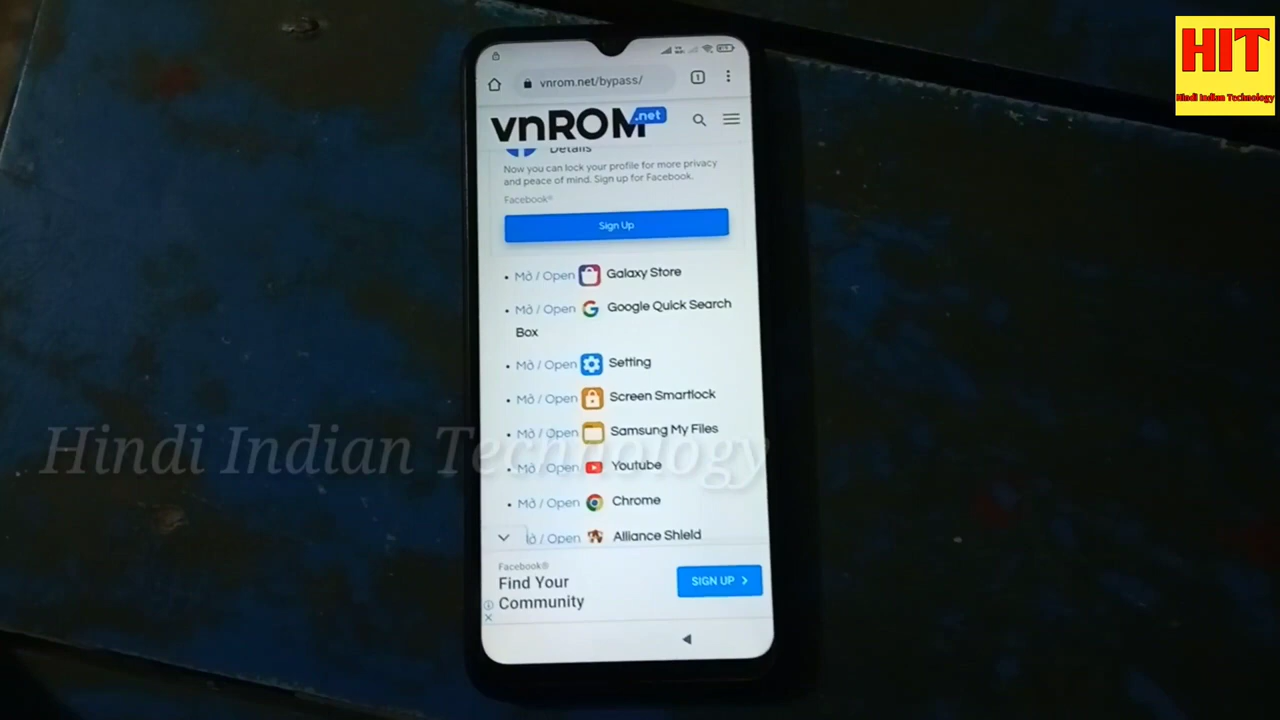 HIT
Hindi Indian Technology
vnrom.net/bypass/
1
vnROM.net
Details
Now you can lock your profile for more privacy
and peace of mind. Sign up for Facebook.
Facebook®
Sign Up
• Mở / Open Galaxy Store
• Mở / Open Google Quick Search
Box
• Mở / Open Setting
• Mở / Open Screen Smartlock
• Mở / Open Samsung My Files
Hindi Indian Technology
• Mở / Open Youtube
• Mở / Open Chrome
/ Open Alliance Shield
Facebook®
Find Your
Community
SIGN UP >